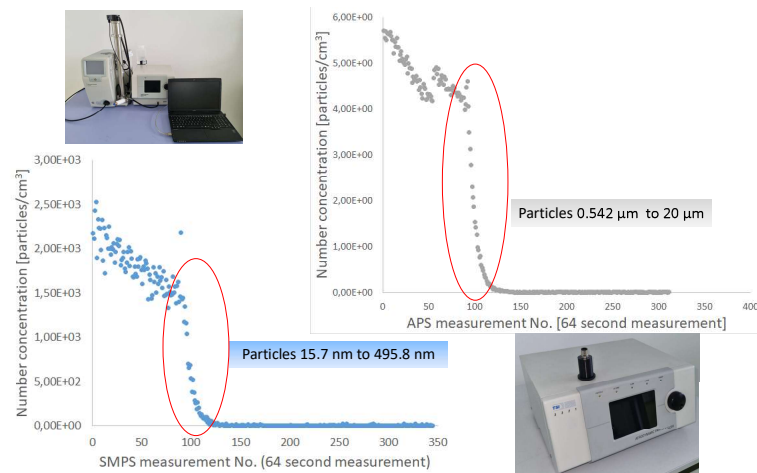 6,00E+00
5,00E+00
4,00E+00
3,00E+00
2,00E+00
1,00E+00
0,00E+00
Number concentration [particles/cm³]
0 50 100 150 200 250 300 350 400
APS measurement No. [64 second measurement]
Particles 0.542 µm to 20 µm
3,00E+03
2,50E+03
2,00E+03
1,50E+03
1,00E+03
5,00E+02
0,00E+00
Number concentration [particles/cm³]
0 50 100 150 200 250 300 350
SMPS measurement No. (64 second measurement)
Particles 15.7 nm to 495.8 nm